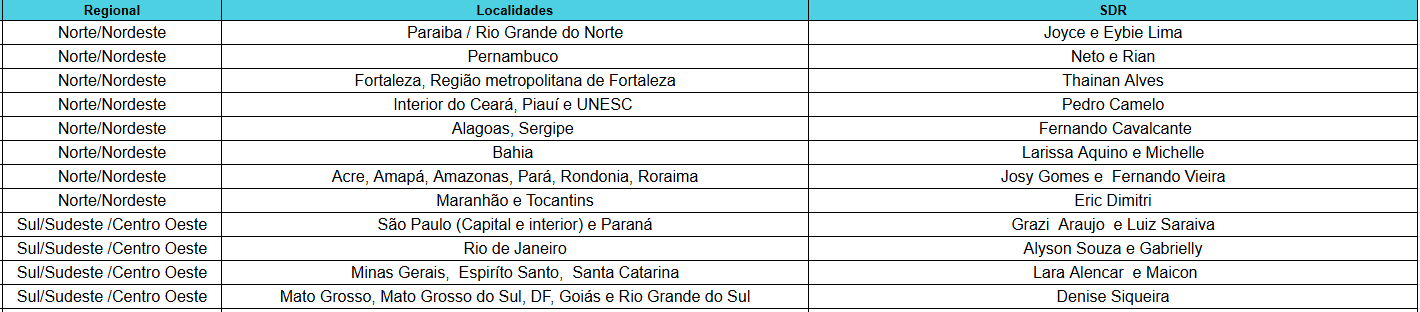 Regional Localidades SDR
Norte/Nordeste Paraiba / Rio Grande do Norte Joyce e Eybie Lima
Norte/Nordeste Pernambuco Neto e Rian
Norte/Nordeste Fortaleza, Região metropolitana de Fortaleza Thainan Alves
Norte/Nordeste Interior do Ceará, Piauí e UNESC Pedro Camelo
Norte/Nordeste Alagoas, Sergipe Fernando Cavalcante
Norte/Nordeste Bahia Larissa Aquino e Michelle
Norte/Nordeste Acre, Amapá, Amazonas, Pará, Rondonia, Roraima Josy Gomes e Fernando Vieira
Norte/Nordeste Maranhão e Tocantins Eric Dimitri
Sul/Sudeste /Centro Oeste São Paulo (Capital e interior) e Paraná Grazi Araujo e Luiz Saraiva
Sul/Sudeste /Centro Oeste Rio de Janeiro Alyson Souza e Gabrielly
Sul/Sudeste /Centro Oeste Minas Gerais, Espiríto Santo, Santa Catarina Lara Alencar e Maicon
Sul/Sudeste /Centro Oeste Mato Grosso, Mato Grosso do Sul, DF, Goiás e Rio Grande do Sul Denise Siqueira